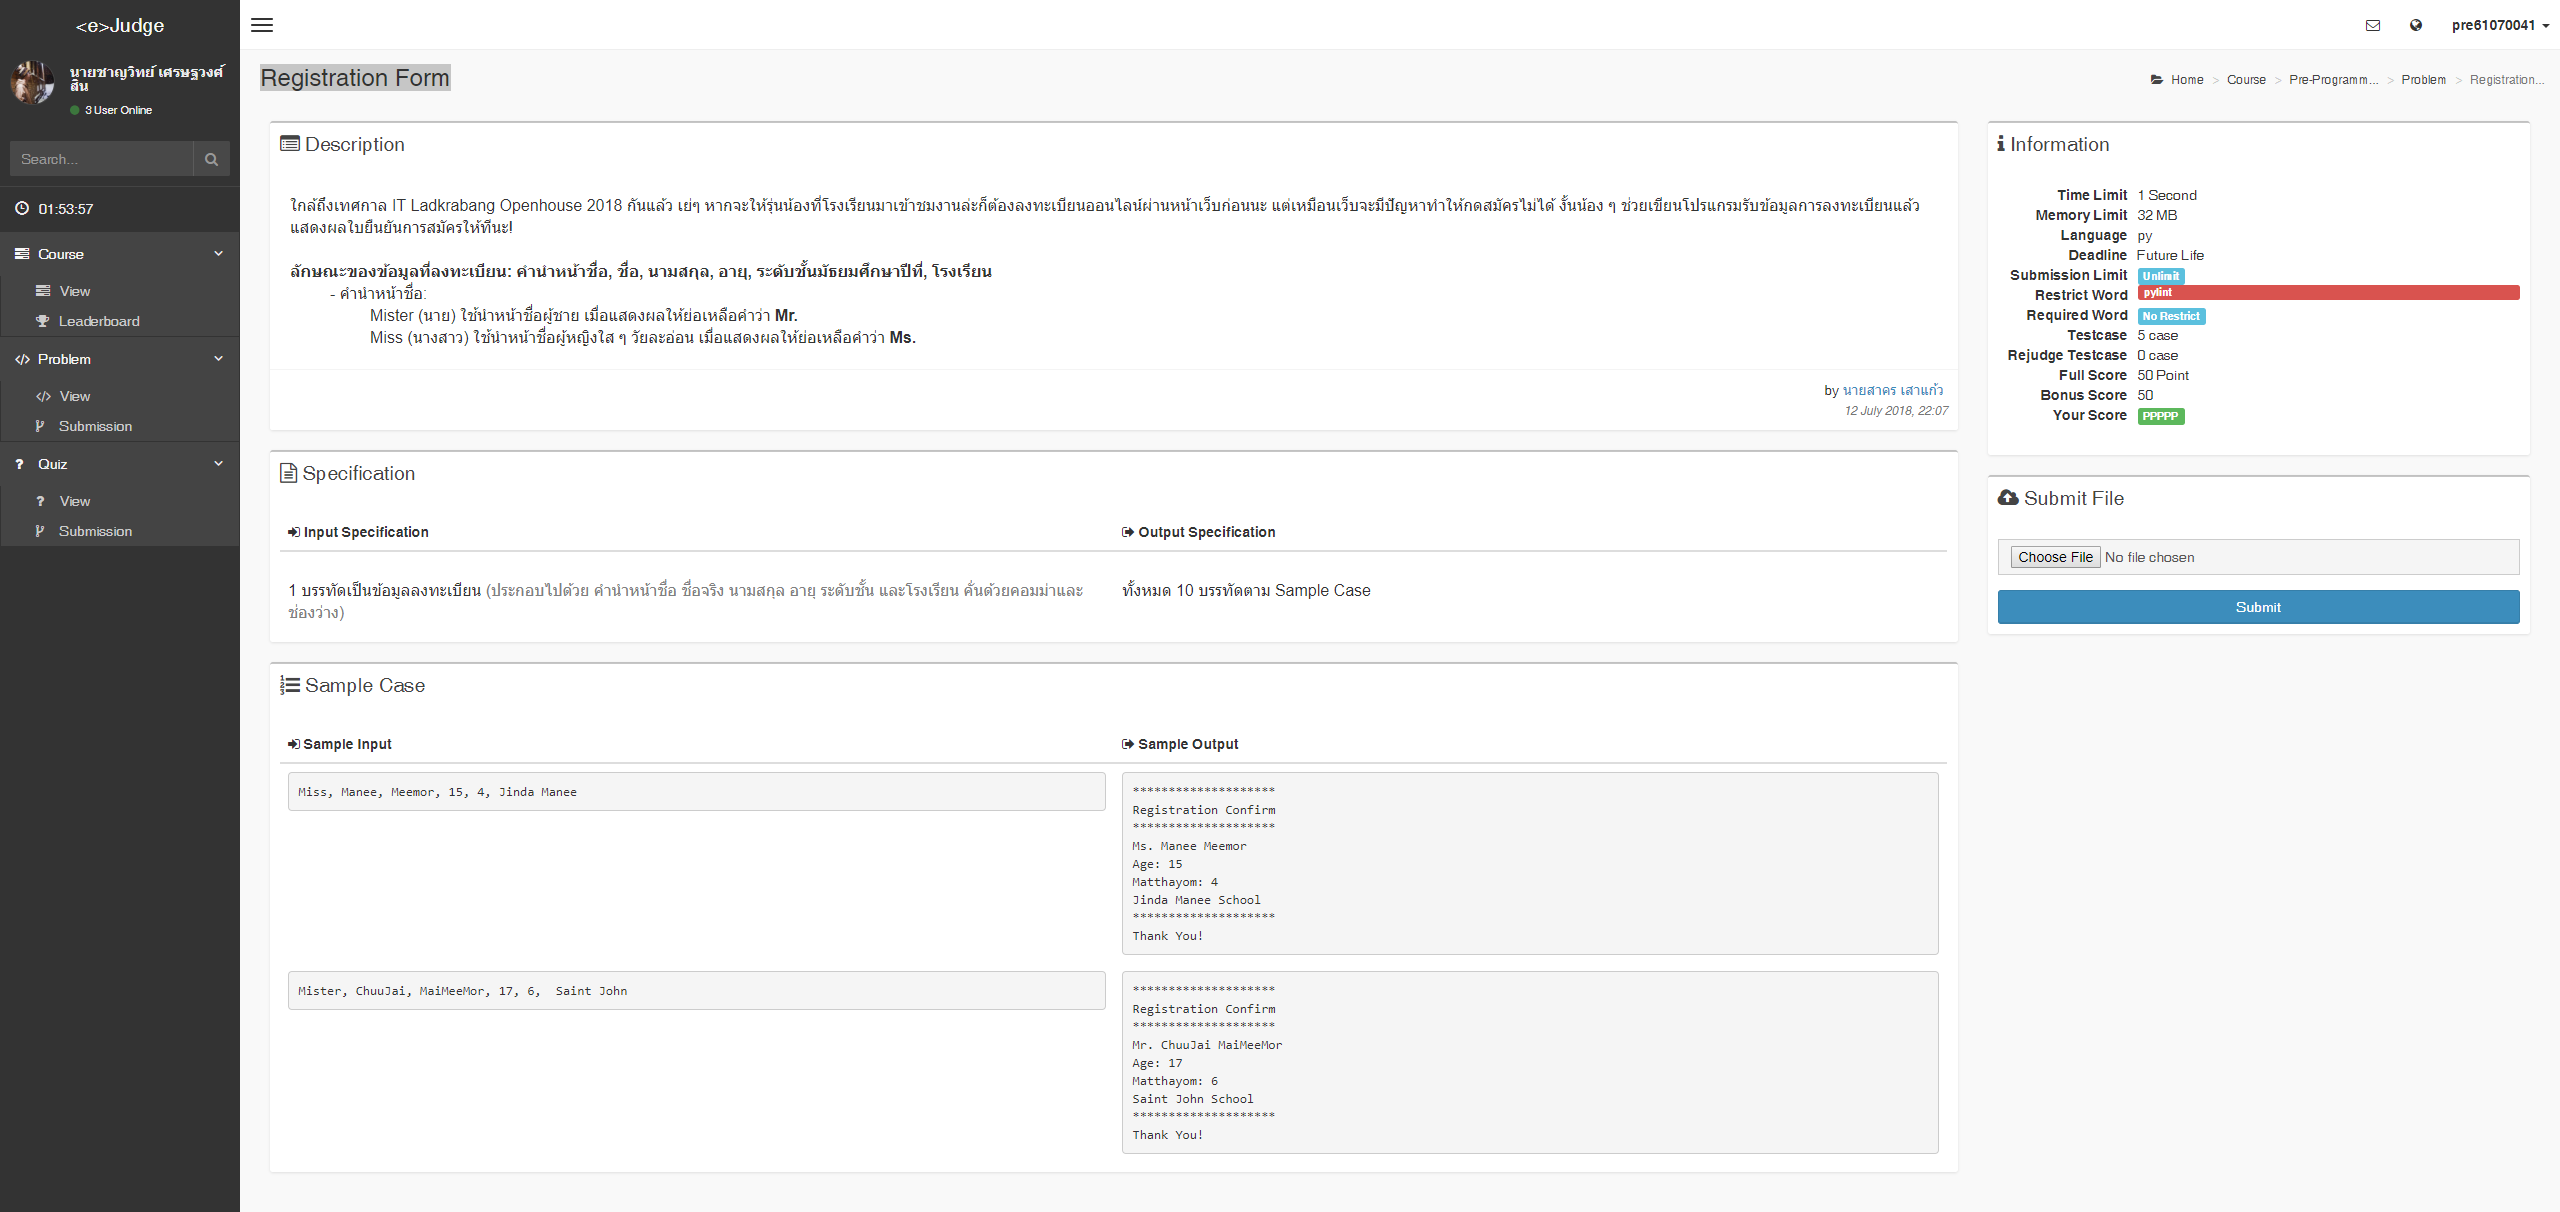 <e>Judge
pre61070041
นายชาญวิทย์ เศรษฐวงศ์
สิน
3 User Online
Search...
01:53:57
Course
View
Leaderboard
Problem
View
Submission
Quiz
View
Submission
Registration Form
Home > Course > Pre-Programm... > Problem > Registration...
Description
ใกล้ถึงเทศกาล IT Ladkrabang Openhouse 2018 กันแล้ว เย่ๆ หากจะให้รุ่นน้องที่โรงเรียนมาเข้าชมงานล่ะก็ต้องลงทะเบียนออนไลน์ผ่านหน้าเว็บก่อนนะ แต่เหมือนเว็บจะมีปัญหาทำให้กดสมัครไม่ได้ งั้นน้อง ๆ ช่วยเขียนโปรแกรมรับข้อมูลการลงทะเบียนแล้ว
แสดงผลใบยืนยันการสมัครให้ทีนะ!
ลักษณะของข้อมูลที่ลงทะเบียน: คำนำหน้าชื่อ, ชื่อ, นามสกุล, อายุ, ระดับชั้นมัธยมศึกษาปีที่, โรงเรียน
- คำนำหน้าชื่อ:
Mister (นาย) ใช้นำหน้าชื่อผู้ชาย เมื่อแสดงผลให้ย่อเหลือคำว่า Mr.
Miss (นางสาว) ใช้นำหน้าชื่อผู้หญิงใส ๆ วัยละอ่อน เมื่อแสดงผลให้ย่อเหลือคำว่า Ms.
by นายสาคร เสาแก้ว
12 July 2018, 22:07
Specification
Input Specification
Output Specification
1 บรรทัดเป็นข้อมูลลงทะเบียน (ประกอบไปด้วย คำนำหน้าชื่อ ชื่อจริง นามสกุล อายุ ระดับชั้น และโรงเรียน คั่นด้วยคอมม่าและ
ช่องว่าง)
ทั้งหมด 10 บรรทัดตาม Sample Case
Sample Case
Sample Input
Sample Output
Miss, Manee, Meemor, 15, 4, Jinda Manee
********************
Registration Confirm
********************
Ms. Manee Meemor
Age: 15
Matthayom: 4
Jinda Manee School
********************
Thank You!
Mister, ChuuJai, MaiMeeMor, 17, 6,  Saint John
********************
Registration Confirm
********************
Mr. ChuuJai MaiMeeMor
Age: 17
Matthayom: 6
Saint John School
********************
Thank You!
Information
Time Limit 1 Second
Memory Limit 32 MB
Language py
Deadline Future Life
Submission Limit Unlimit
Restrict Word pylint
Required Word No Restrict
Testcase 5 case
Rejudge Testcase 0 case
Full Score 50 Point
Bonus Score 50
Your Score PPPPP
Submit File
Choose File No file chosen
Submit